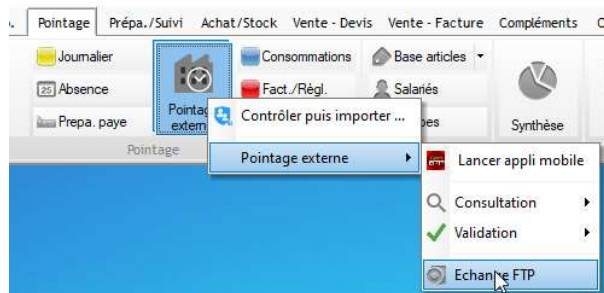 Pointage Prépa./Suivi Achat/Stock Vente - Devis Vente - Facture Compléments
Journalier Consommations Base articles
25 Absence Fact./Règl. Salariés
Prepa. paye Synthèse
Contrôler puis importer ...
Pointage
Pointage externe Lancer appli mobile
Consultation
Validation
Echange FTP